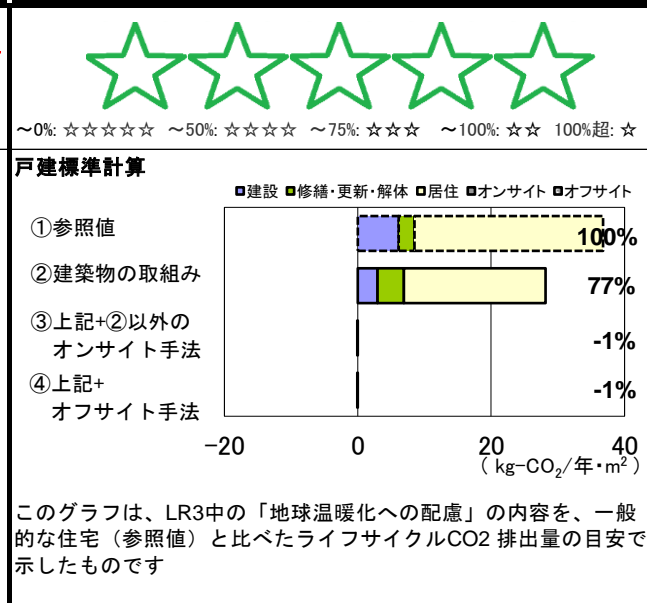 ～0%: ☆☆☆☆☆ ～50%: ☆☆☆☆ ～75%: ☆☆☆ ～100%: ☆☆ 100%超: ☆
戸建標準計算
■建設 ■修繕・更新・解体 □居住 ■オンサイト □オフサイト
①参照値
100%
②建築物の取組み
77%
③上記+②以外の
オンサイト手法
-1%
④上記+
オフサイト手法
-1%
-20 0 20 40
( kg-CO₂/年・m² )
このグラフは、LR3中の「地球温暖化への配慮」の内容を、一般
的な住宅（参照値）と比べたライフサイクルCO2 排出量の目安で
示したものです